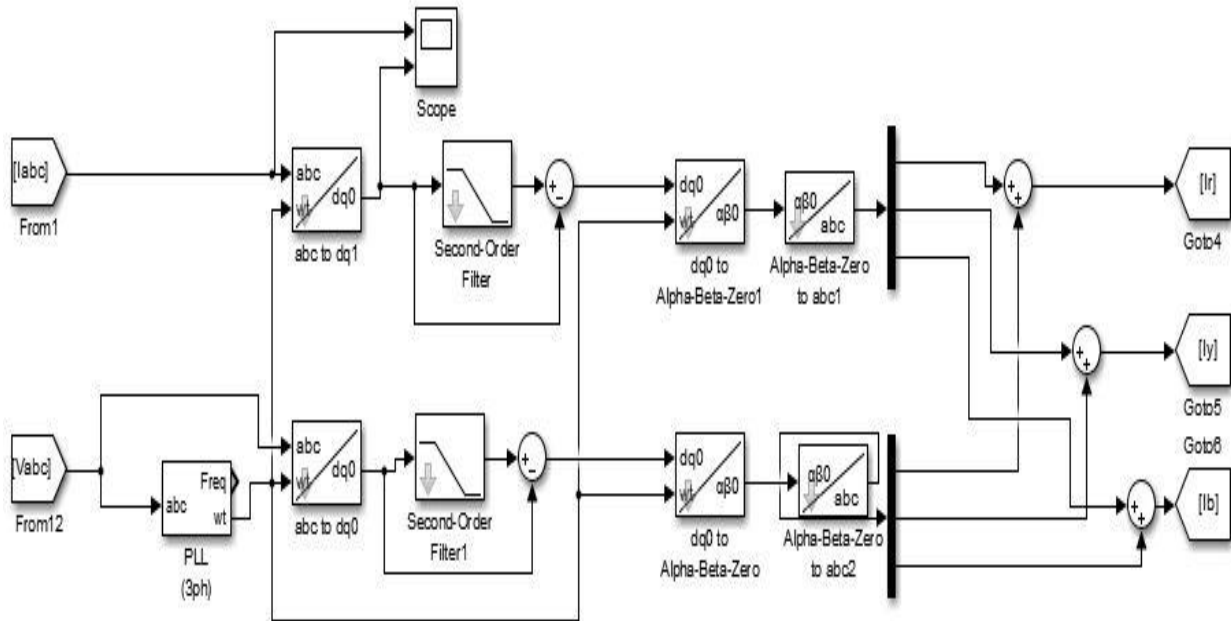 Scope
[Iabc]
From1
abc
wt
dq0
abc to dq1
Second-Order
Filter
+
−
dq0
wt
αβ0
dq0 to
Alpha-Beta-Zero1
αβ0
abc
Alpha-Beta-Zero
to abc1
+
+
[Ir]
Goto4
+
+
[Iy]
Goto5
[Vabc]
From12
abc
Freq
wt
PLL
(3ph)
abc
wt
dq0
abc to dq0
Second-Order
Filter1
+
−
dq0
wt
αβ0
dq0 to
Alpha-Beta-Zero
αβ0
abc
Alpha-Beta-Zero
to abc2
+
+
Goto6
[Ib]